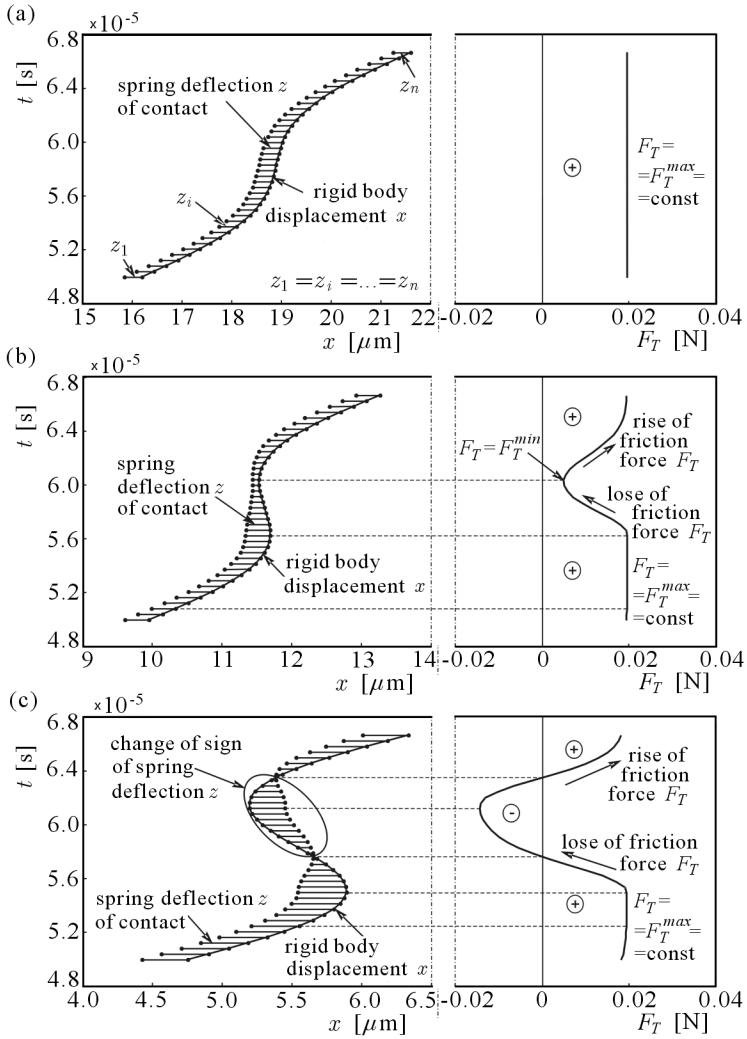 (a)
×10⁻⁵
6.8
6.4
6.0
5.6
5.2
4.8
t [s]
spring deflection z
of contact
zₙ
zᵢ
z₁
rigid body
displacement x
z₁ = zᵢ = ... = zₙ
15 16 17 18 19 20 21 22
x [μm]
+
F_T=
=F_T^max=
=const
-0.02 0 0.02 0.04
F_T [N]
(b)
×10⁻⁵
6.8
6.4
6.0
5.6
5.2
4.8
t [s]
spring
deflection z
of contact
rigid body
displacement x
9 10 11 12 13 14
x [μm]
+
F_T=F_T^min
rise of
friction
force F_T
lose of
friction
force F_T
+
F_T=
=F_T^max=
=const
-0.02 0 0.02 0.04
F_T [N]
(c)
×10⁻⁵
6.8
6.4
6.0
5.6
5.2
4.8
t [s]
change of sign
of spring
deflection z
spring deflection z
of contact
rigid body
displacement x
4.0 4.5 5.0 5.5 6.0 6.5
x [μm]
+
rise of
friction
force F_T
-
lose of friction
force F_T
+
F_T=
=F_T^max=
=const
-0.02 0 0.02 0.04
F_T [N]